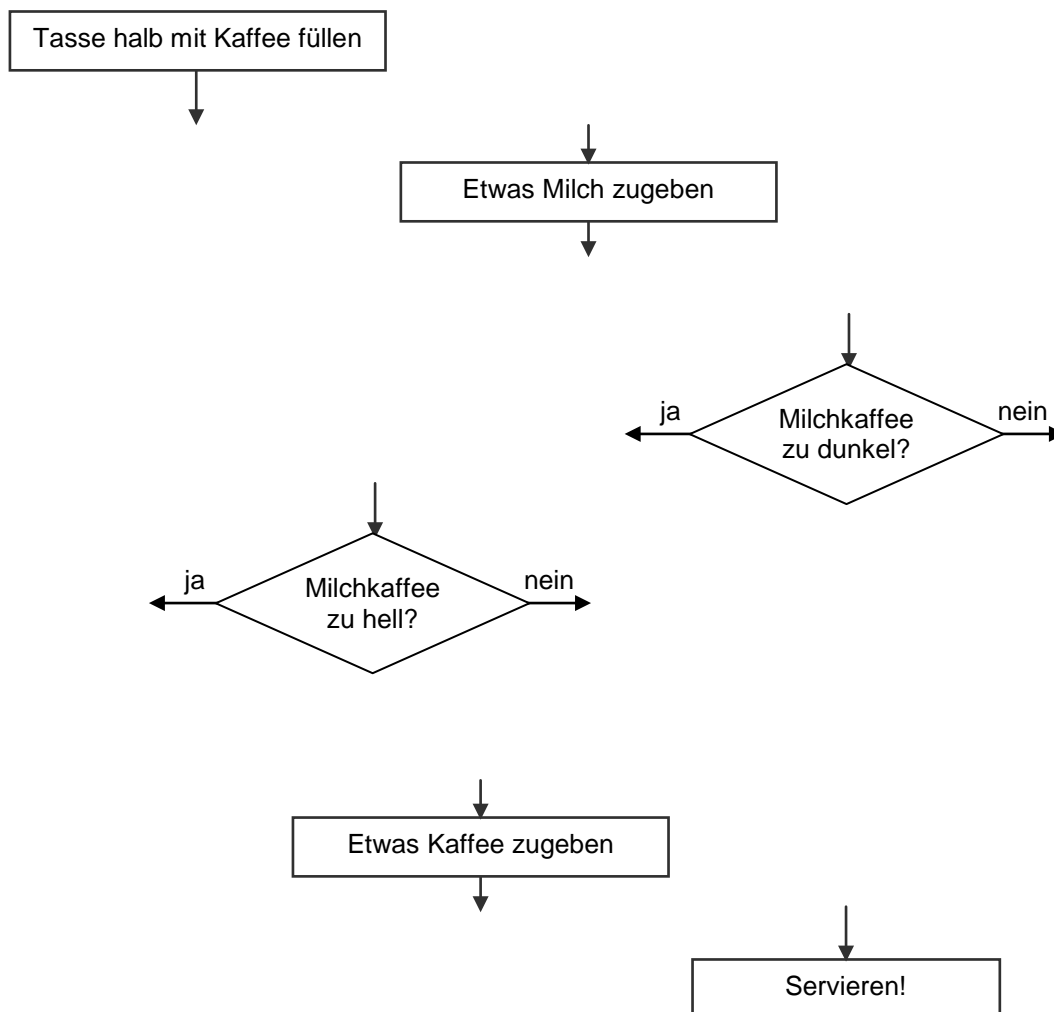 Tasse halb mit Kaffee füllen
Etwas Milch zugeben
ja
Milchkaffee
zu dunkel?
nein
ja
Milchkaffee
zu hell?
nein
Etwas Kaffee zugeben
Servieren!